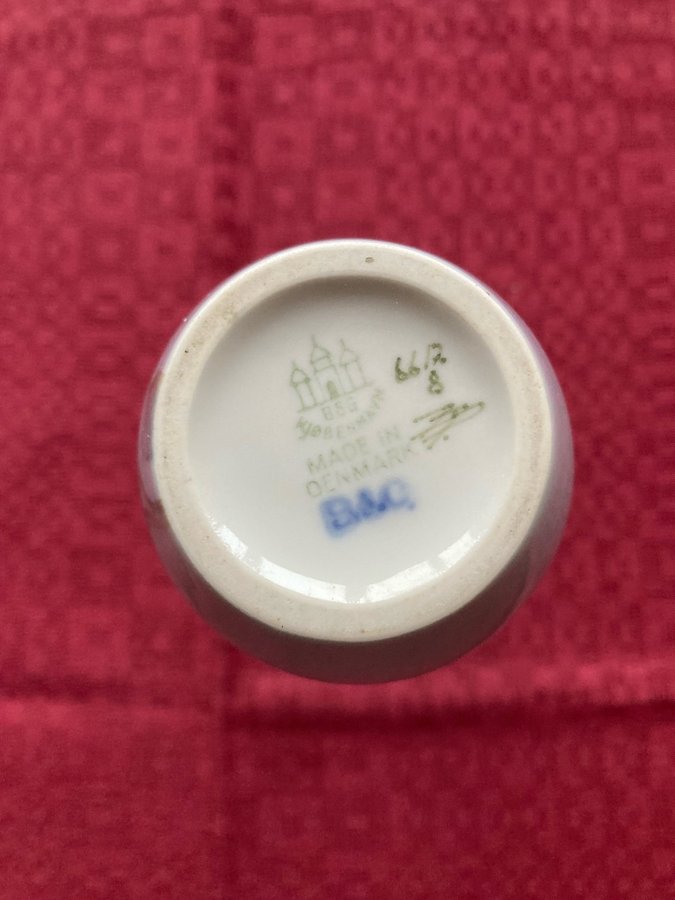 B&G
KJØBENHAVN
MADE IN
DENMARK
B&G
66/7
8